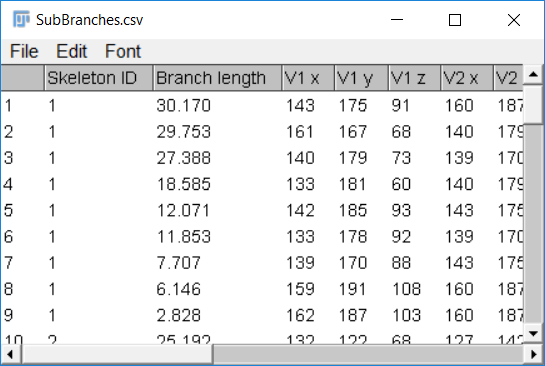 SubBranches.csv
File Edit Font
Skeleton ID Branch length V1 x V1 y V1 z V2 x V2
1 1 30.170 143 175 91 160 187
2 1 29.753 161 167 68 140 179
3 1 27.388 140 179 73 139 170
4 1 18.585 133 181 60 140 179
5 1 12.071 142 185 93 143 175
6 1 11.853 133 178 92 139 170
7 1 7.707 139 170 88 143 175
8 1 6.146 159 191 108 160 187
9 1 2.828 162 187 103 160 187
10 2 25.192 132 122 68 127 142